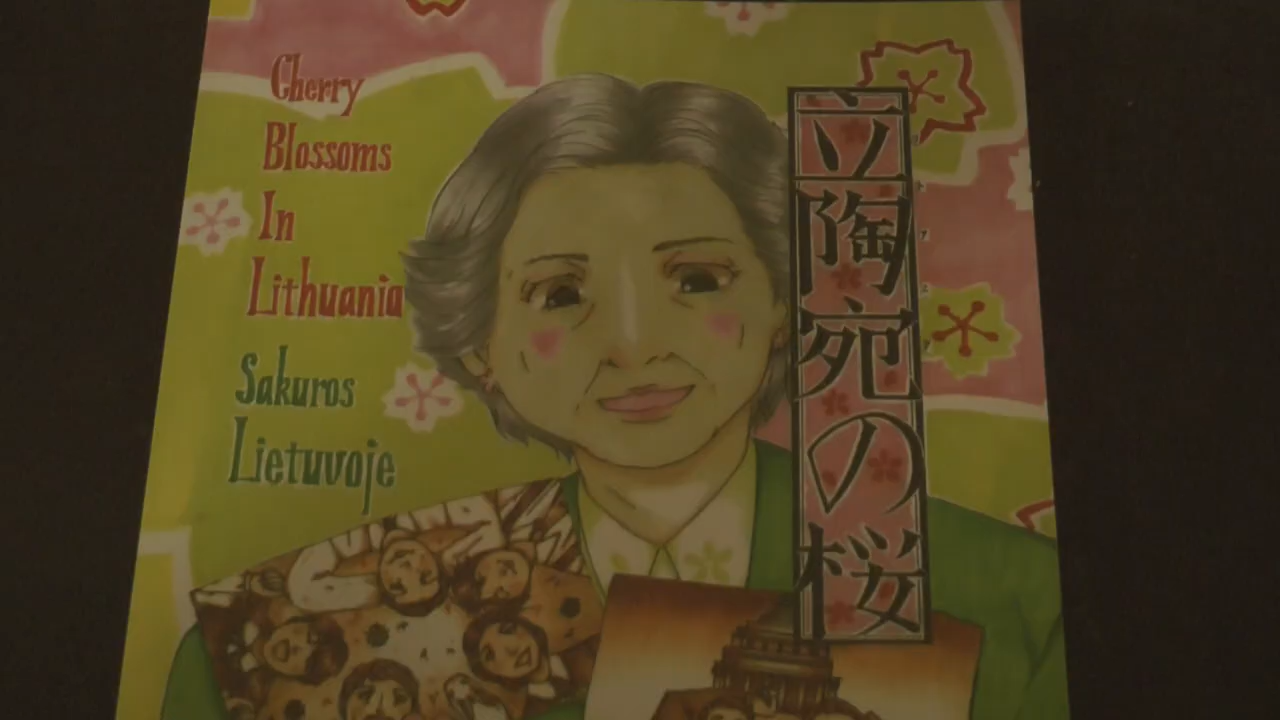 Cherry
Blossoms
In
Lithuania
Sakuros
Lietuvoje
立陶宛の桜